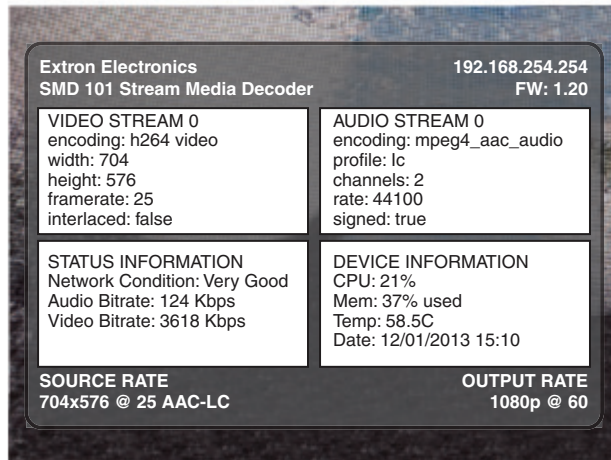 Extron Electronics
192.168.254.254
SMD 101 Stream Media Decoder
FW: 1.20
VIDEO STREAM 0
encoding: h264 video
width: 704
height: 576
framerate: 25
interlaced: false
AUDIO STREAM 0
encoding: mpeg4_aac_audio
profile: lc
channels: 2
rate: 44100
signed: true
STATUS INFORMATION
Network Condition: Very Good
Audio Bitrate: 124 Kbps
Video Bitrate: 3618 Kbps
DEVICE INFORMATION
CPU: 21%
Mem: 37% used
Temp: 58.5C
Date: 12/01/2013 15:10
SOURCE RATE
704x576 @ 25 AAC-LC
OUTPUT RATE
1080p @ 60